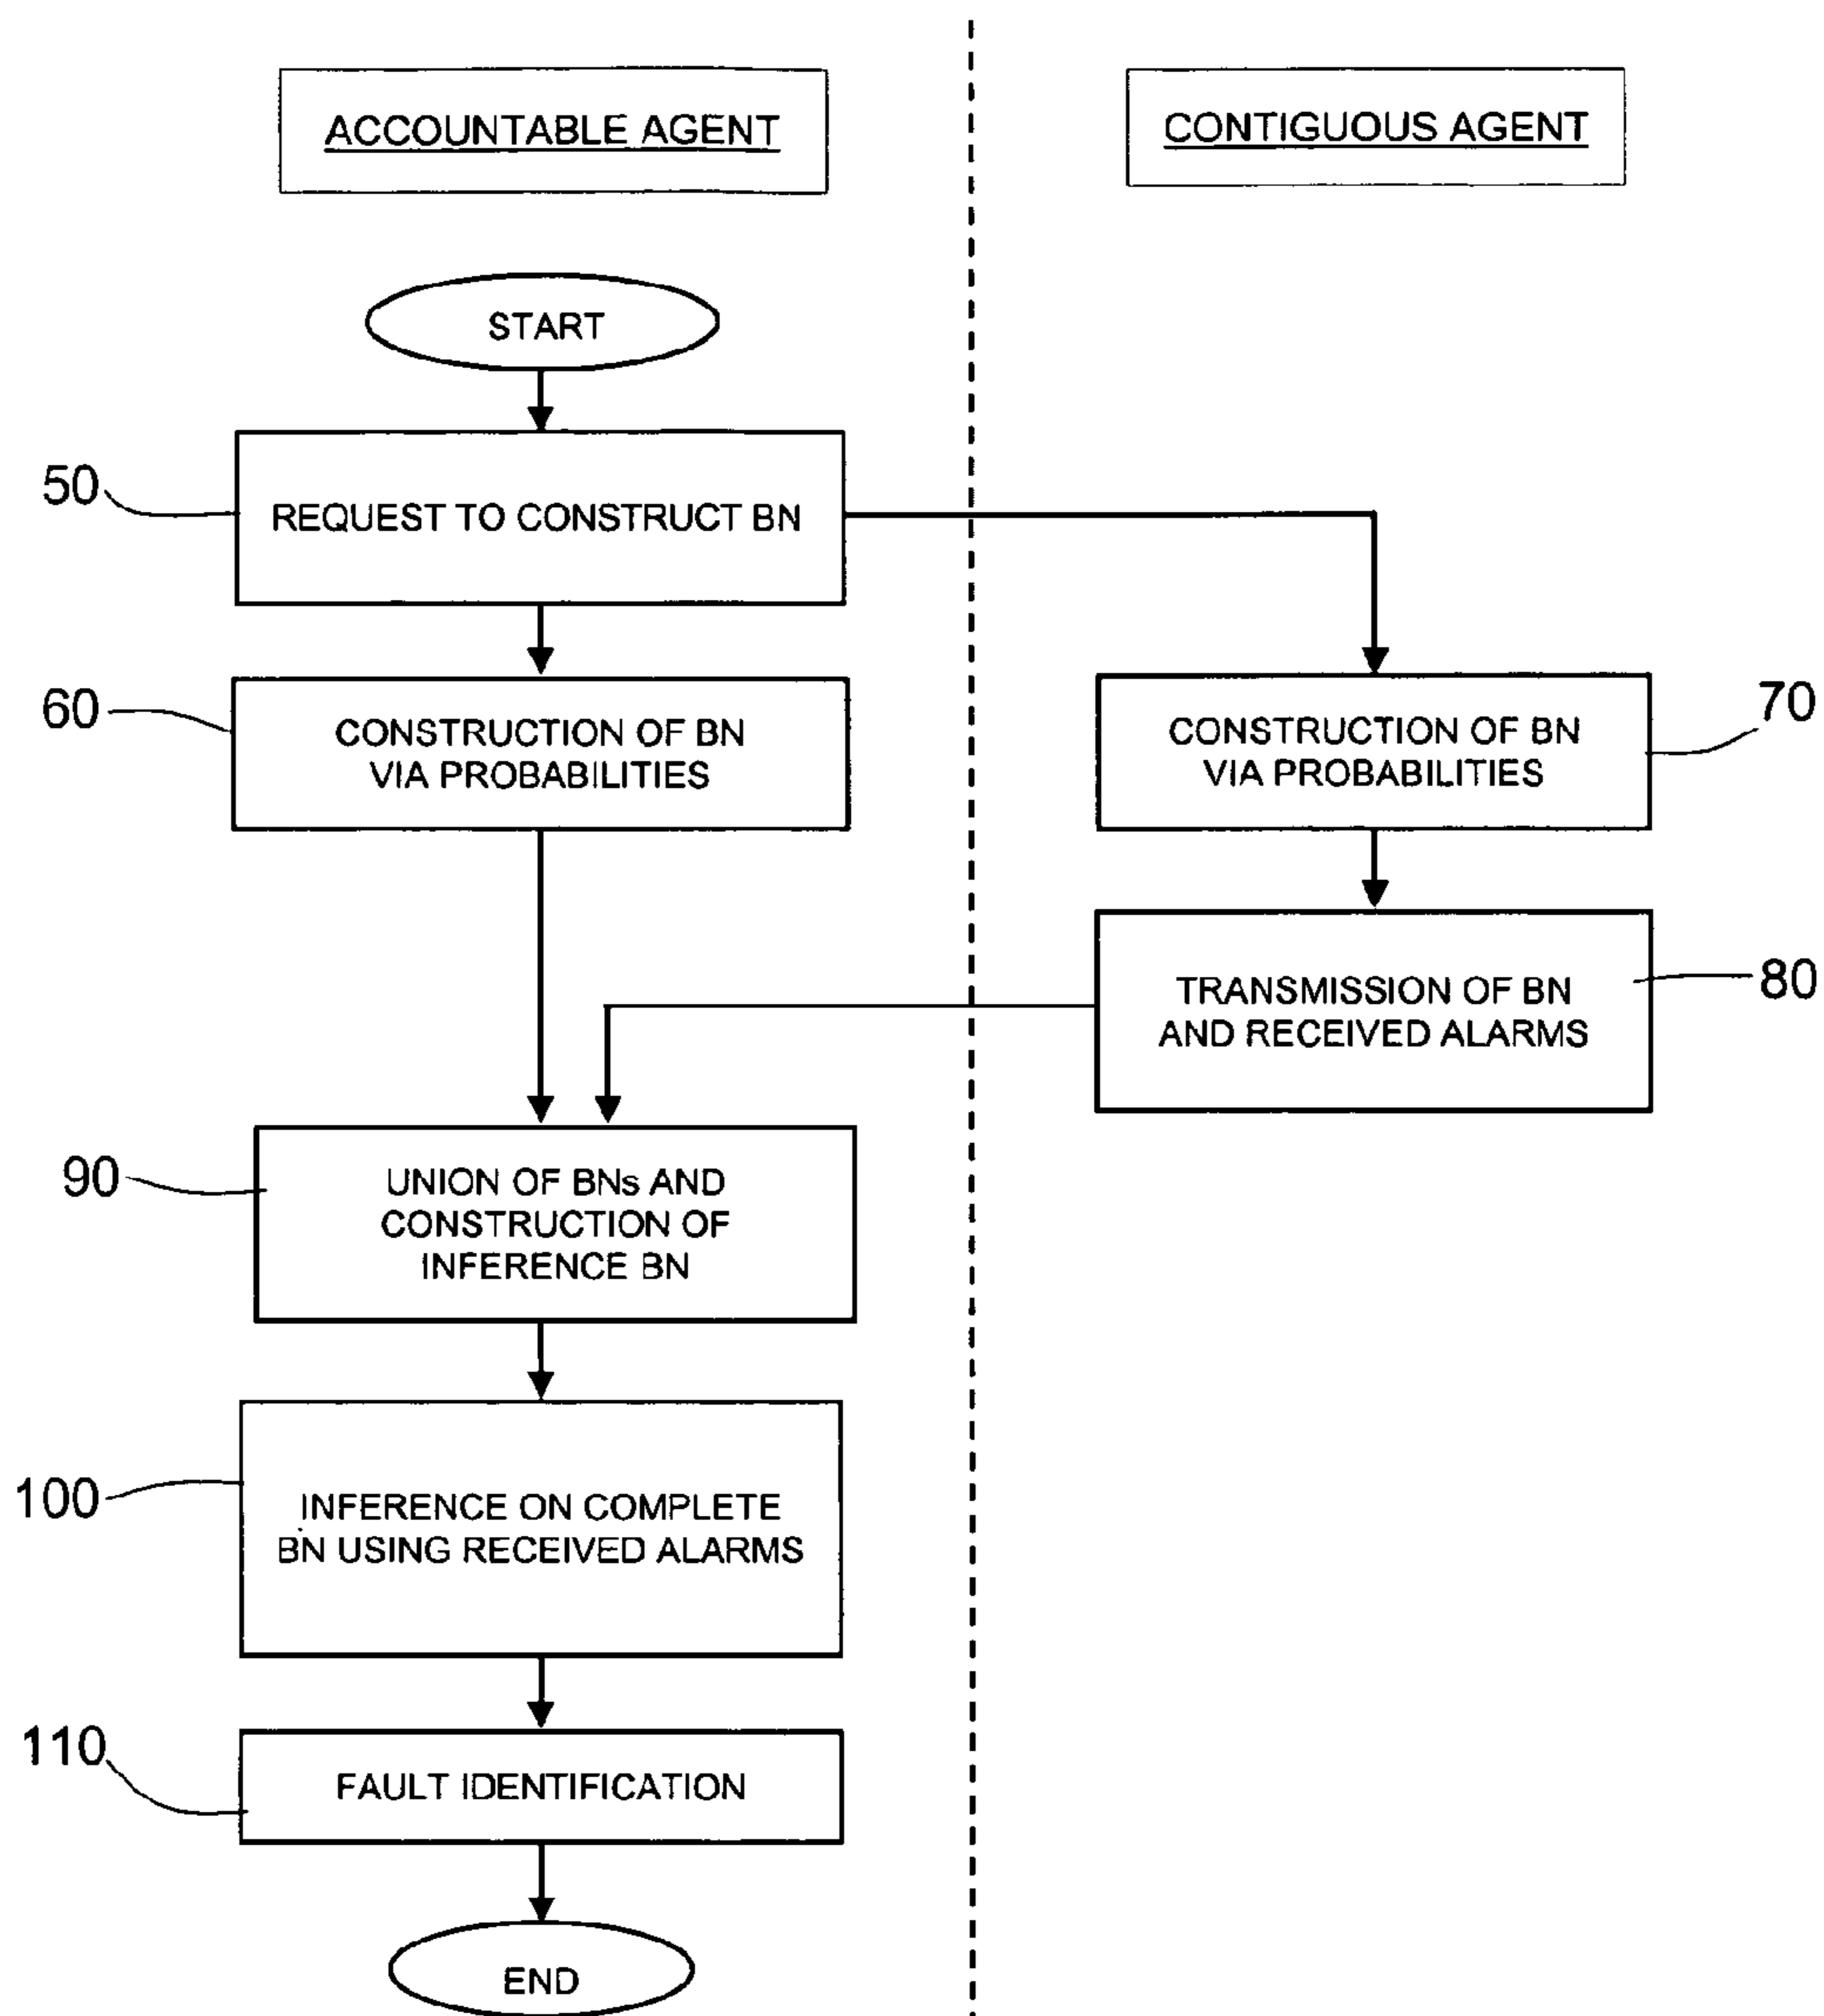 ACCOUNTABLE AGENT
CONTIGUOUS AGENT
START
50
REQUEST TO CONSTRUCT BN
60
CONSTRUCTION OF BN
VIA PROBABILITIES
CONSTRUCTION OF BN
VIA PROBABILITIES
70
TRANSMISSION OF BN
AND RECEIVED ALARMS
80
90
UNION OF BNs AND
CONSTRUCTION OF
INFERENCE BN
100
INFERENCE ON COMPLETE
BN USING RECEIVED ALARMS
110
FAULT IDENTIFICATION
END